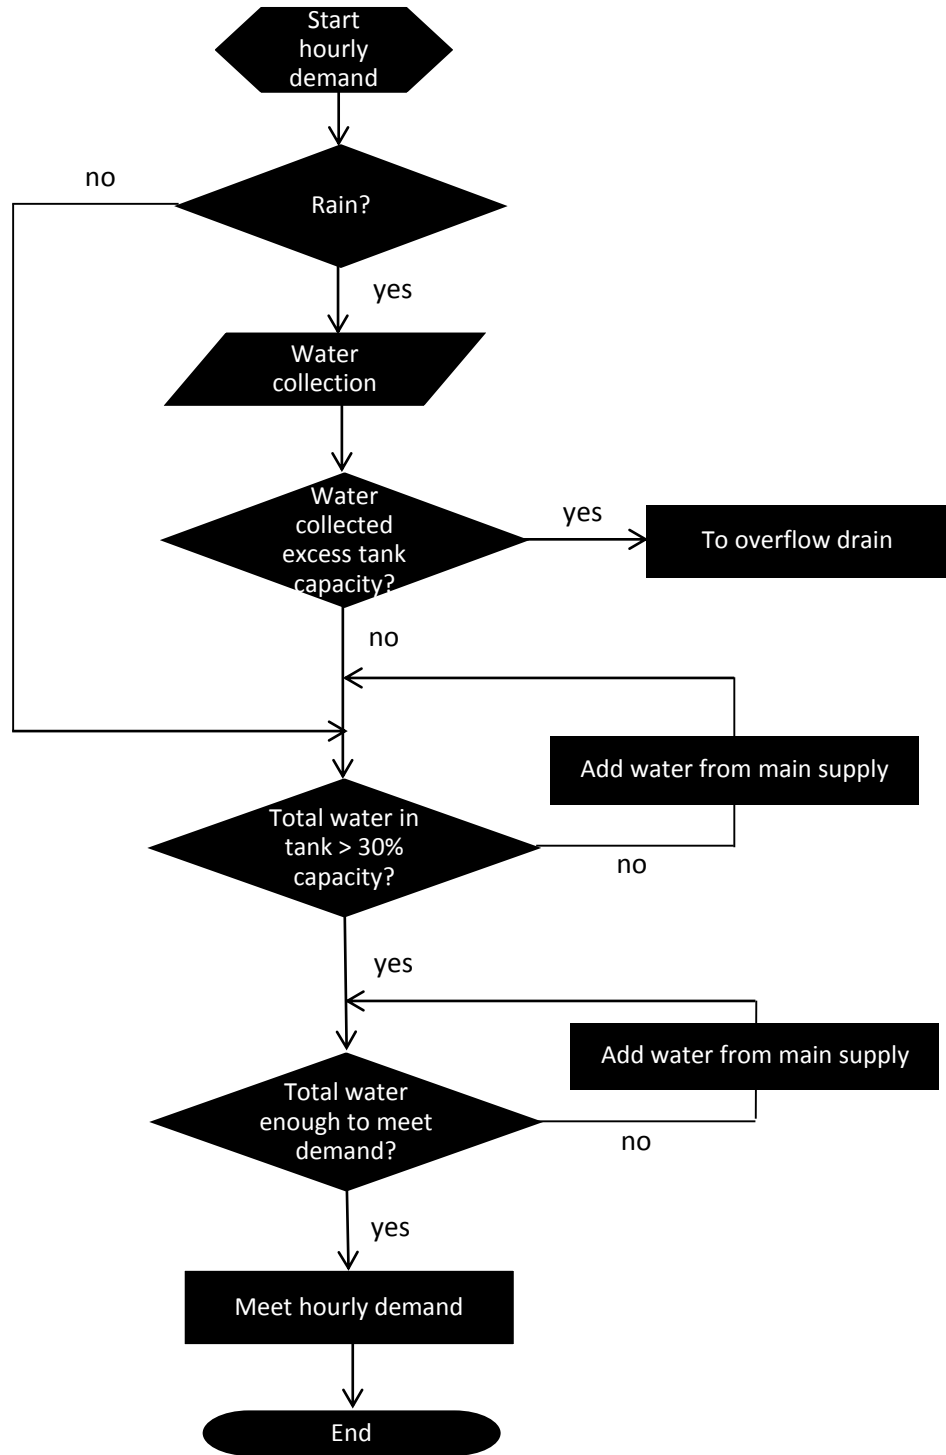 Start
hourly
demand
no
Rain?
yes
Water
collection
Water
collected
excess tank
capacity?
yes
To overflow drain
no
Add water from main supply
Total water in
tank > 30%
capacity?
no
yes
Add water from main supply
Total water
enough to meet
demand?
no
yes
Meet hourly demand
End